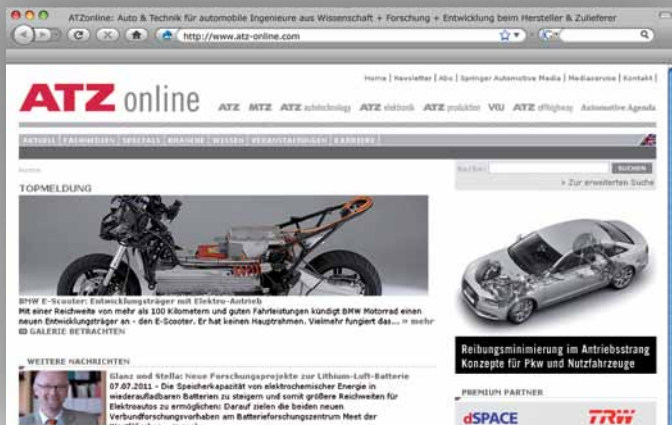 ATZonline: Auto & Technik für automobile Ingenieure aus Wissenschaft + Forschung + Entwicklung beim Hersteller & Zulieferer
http://www.atz-online.com
Home | Newsletter | Abo | Springer Automotive Media | Mediaservice | Kontakt |
ATZ online
ATZ MTZ ATZ autotechnology ATZ elektronik ATZ produktion VKU ATZ offhighway Automotive Agenda
AKTUELL | FACHMEDIEN | SPECIALS | BRANCHE | WISSEN | VERANSTALTUNGEN | KARRIERE |
Home
Suche: SUCHEN
» Zur erweiterten Suche
TOPMELDUNG
BMW E-Scooter: Entwicklungsträger mit Elektro-Antrieb
Mit einer Reichweite von mehr als 100 Kilometern und guten Fahrleistungen kündigt BMW Motorrad einen
neuen Entwicklungsträger an - den E-Scooter. Er hat keinen Hauptrahmen. Vielmehr fungiert das... » mehr
GALERIE BETRACHTEN
WEITERE NACHRICHTEN
Glanz und Stella: Neue Forschungsprojekte zur Lithium-Luft-Batterie
07.07.2011 - Die Speicherkapazität von elektrochemischer Energie in
wiederaufladbaren Batterien zu steigern und somit größere Reichweiten für
Elektroautos zu ermöglichen: Darauf zielen die beiden neuen
Verbundforschungsvorhaben am Batterieforschungszentrum Meet der
Reibungsminimierung im Antriebsstrang
Konzepte für Pkw und Nutzfahrzeuge
PREMIUM PARTNER
dSPACE
TRW